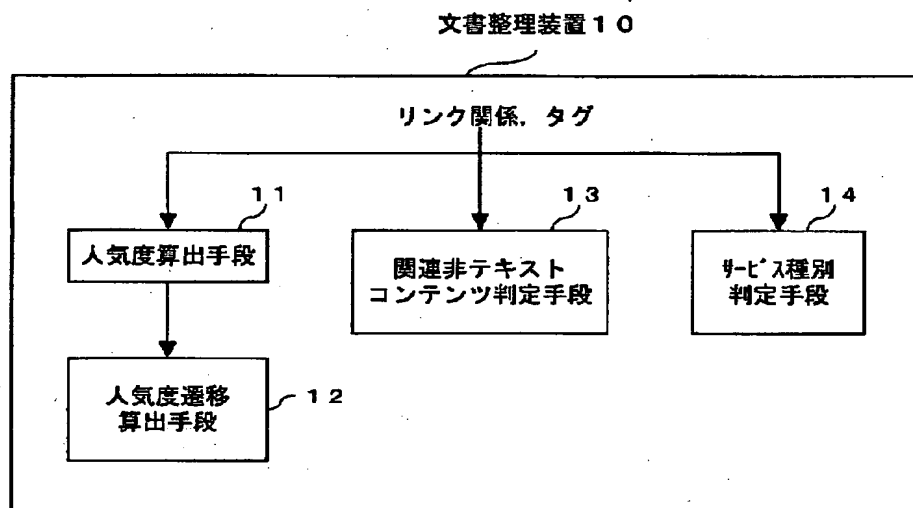 文書整理装置10
リンク関係,タグ
11
人気度算出手段
13
関連非テキスト
コンテンツ判定手段
14
ｻｰﾋﾞｽ種別
判定手段
人気度遷移
算出手段
12